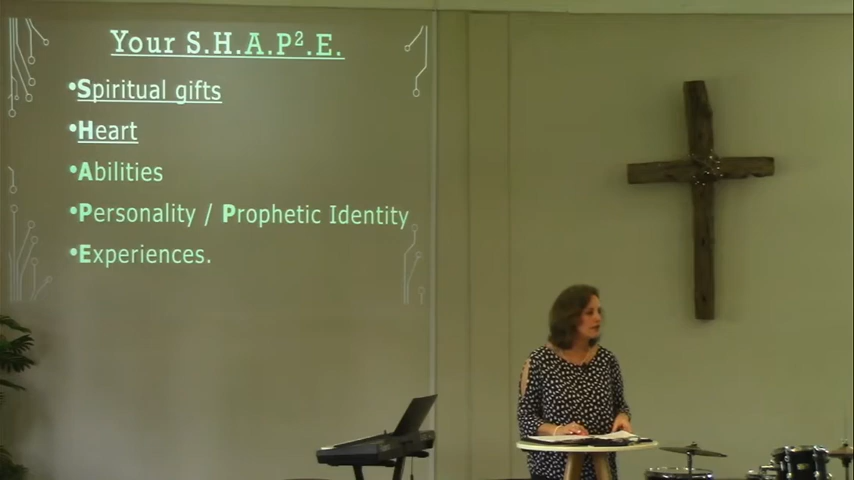 Your S.H.A.P².E.
•Spiritual gifts
•Heart
•Abilities
•Personality / Prophetic Identity
•Experiences.